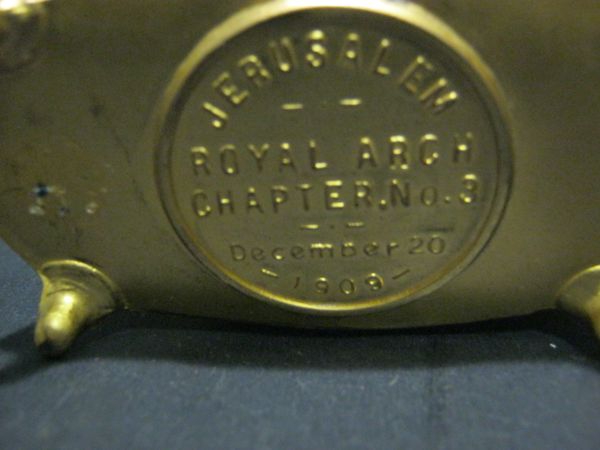 JERUSALEM
ROYAL ARCH
CHAPTER. No. 3
December 20
1909